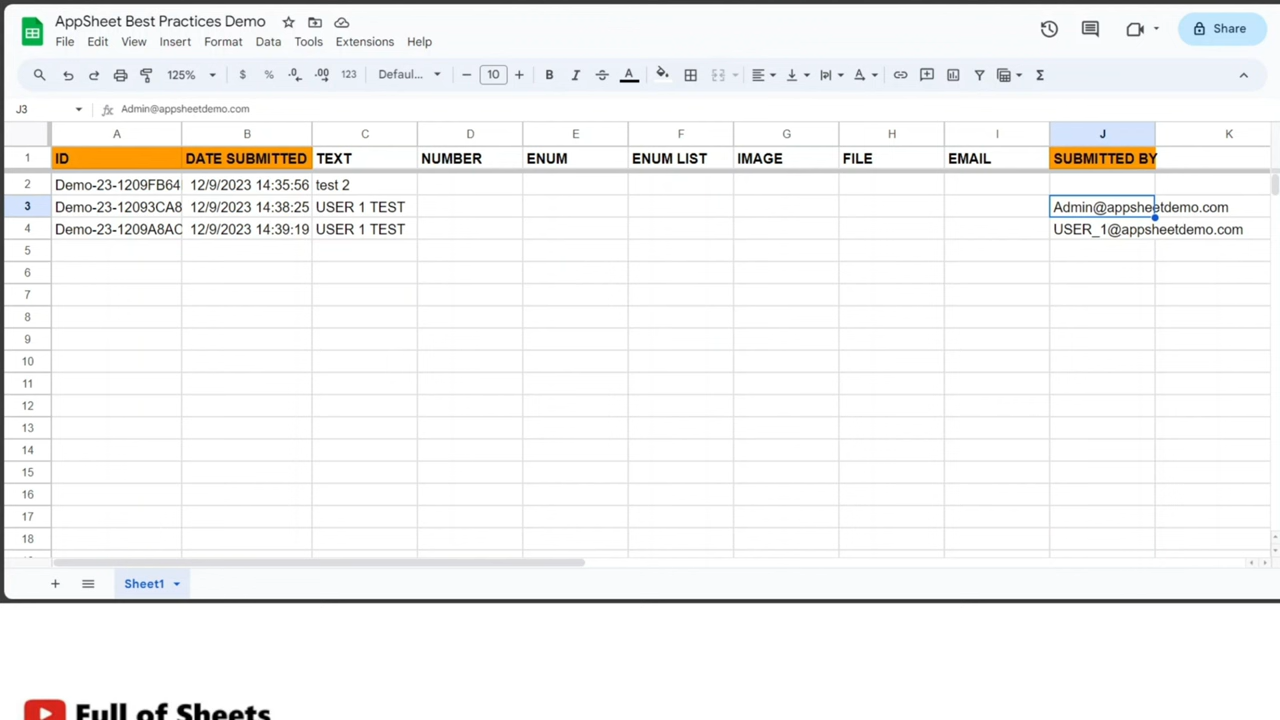 AppSheet Best Practices Demo
File Edit View Insert Format Data Tools Extensions Help
Share
125% $ % .0 .00 123 Defaul... 10 B I S A Σ
J3 fx Admin@appsheetdemo.com
A B C D E F G H I J K
1 ID DATE SUBMITTED TEXT NUMBER ENUM ENUM LIST IMAGE FILE EMAIL SUBMITTED BY
2 Demo-23-1209FB64 12/9/2023 14:35:56 test 2
3 Demo-23-12093CA8 12/9/2023 14:38:25 USER 1 TEST Admin@appsheetdemo.com
4 Demo-23-1209A8AC 12/9/2023 14:39:19 USER 1 TEST USER_1@appsheetdemo.com
5
6
7
8
9
10
11
12
13
14
15
16
17
18
Sheet1
Full of Sheets